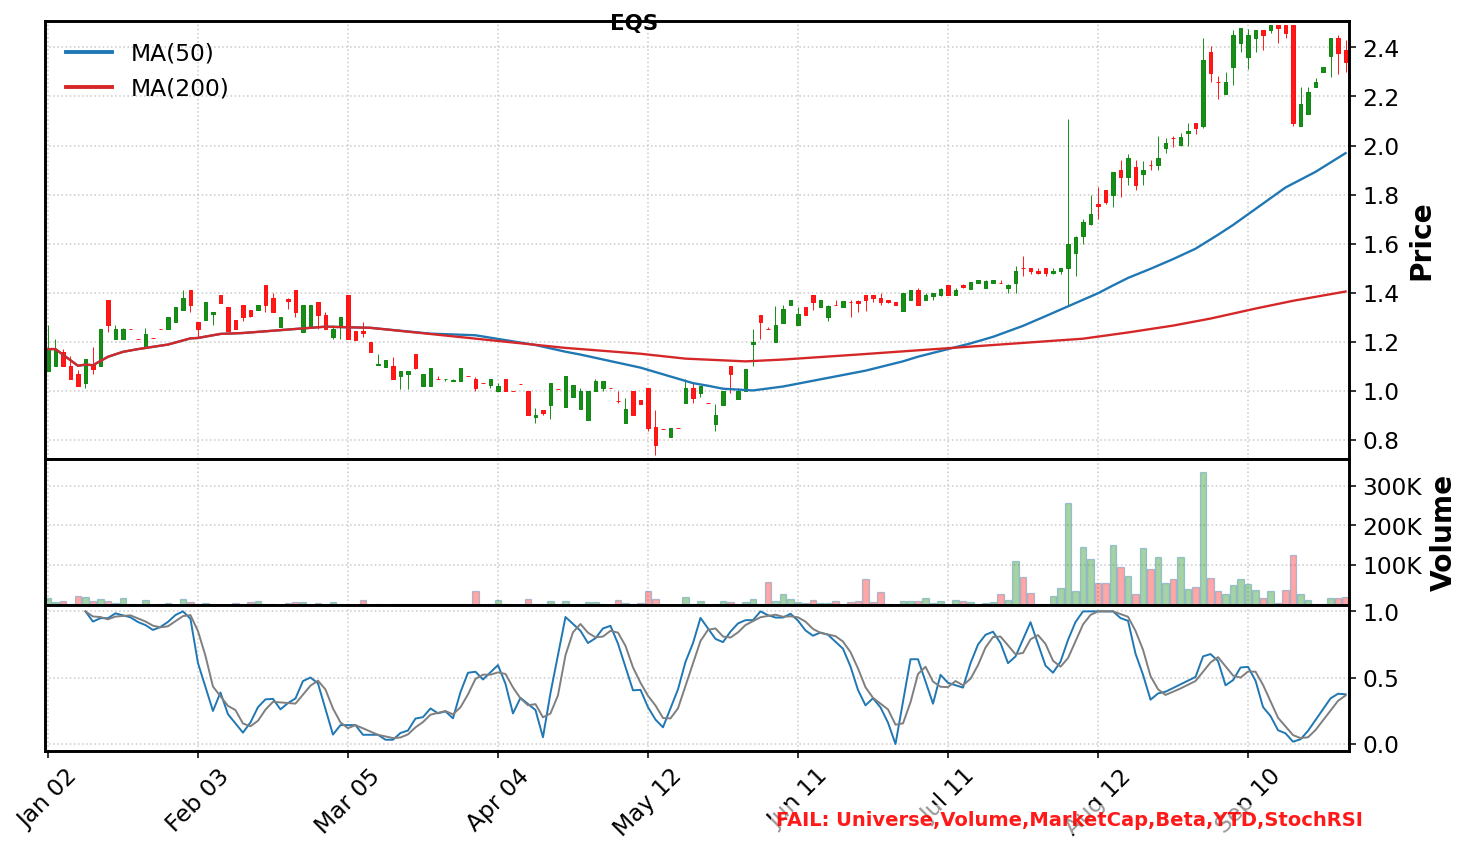 EQS
MA(50)
MA(200)
2.4
2.2
2.0
1.8
1.6
1.4
1.2
1.0
0.8
Price
300K
200K
100K
Volume
1.0
0.5
0.0
Jan 02
Feb 03
Mar 05
Apr 04
May 12
Jun 11
Jul 11
Aug 12
Sep 10
FAIL: Universe,Volume,MarketCap,Beta,YTD,StochRSI